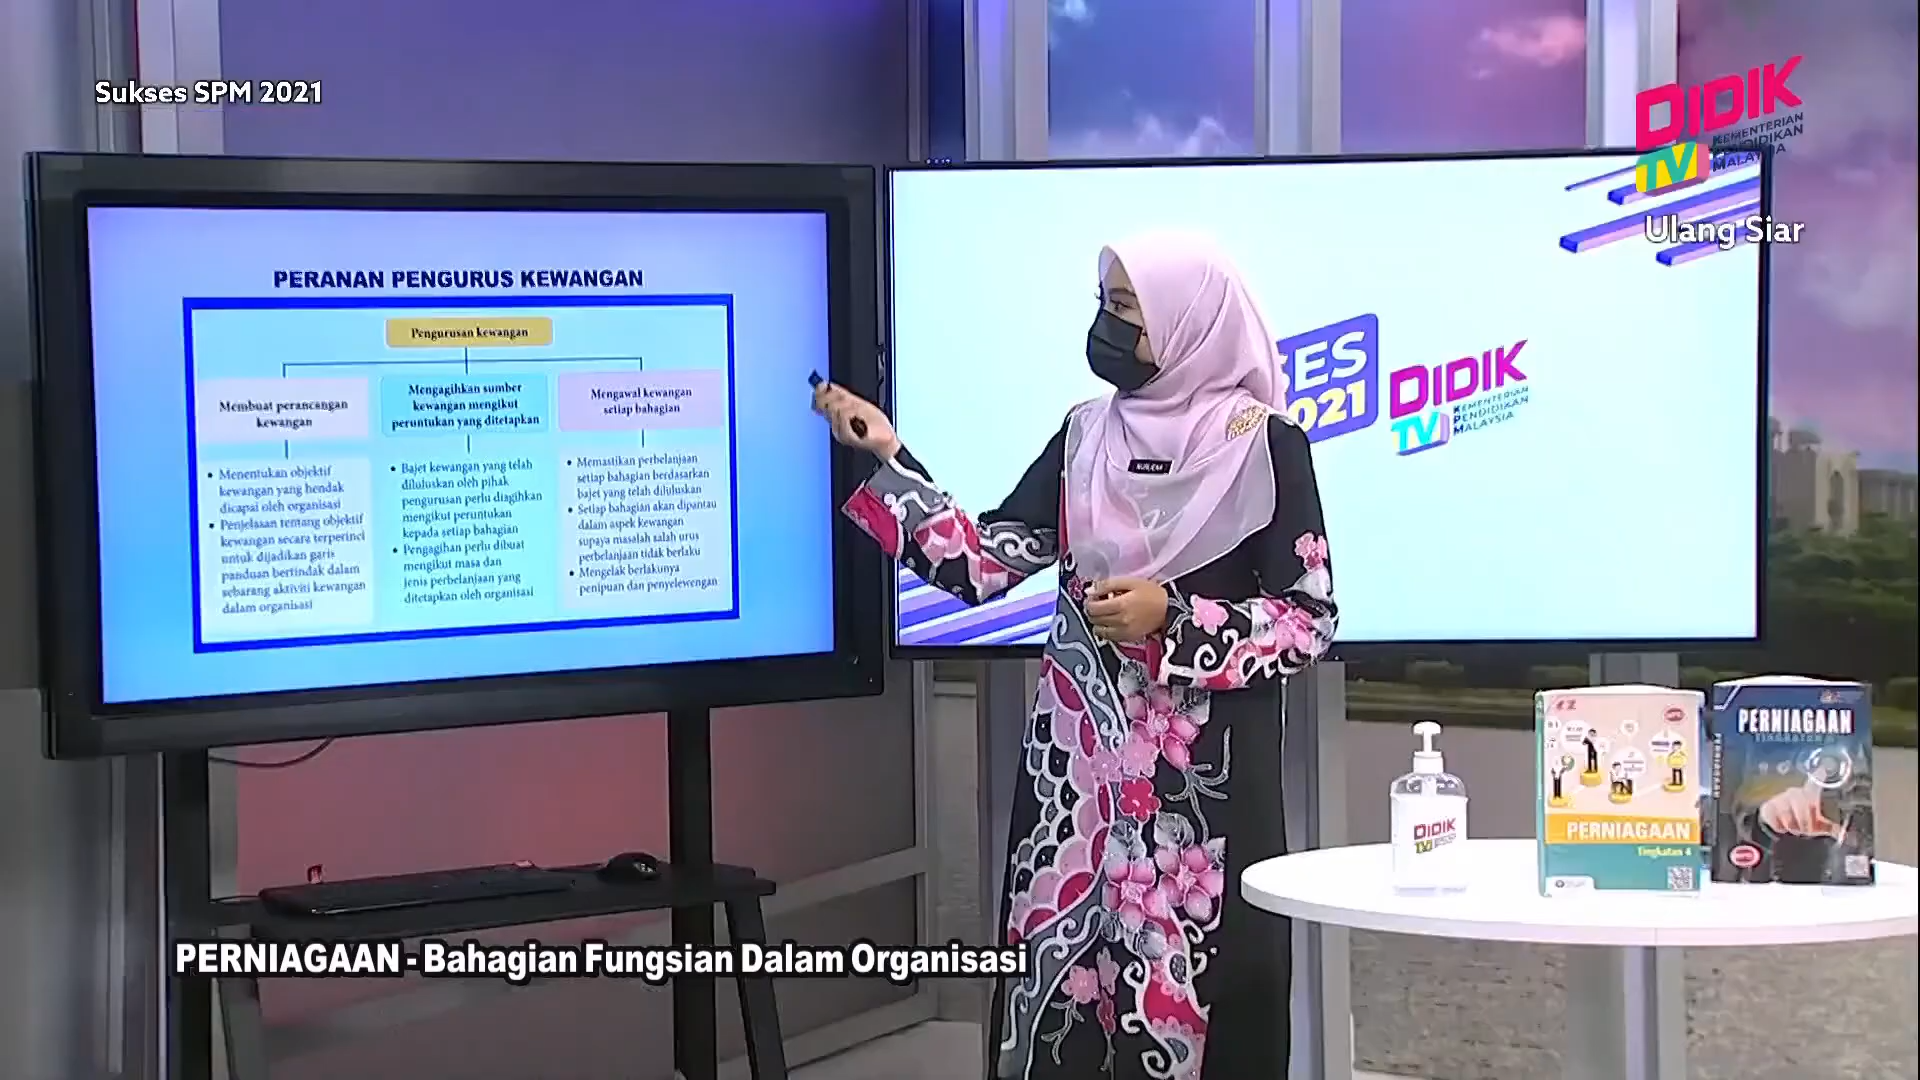 Sukses SPM 2021
DIDIK
TV
KEMENTERIAN
PENDIDIKAN
MALAYSIA
Ulang Siar
PERANAN PENGURUS KEWANGAN
Pengurusan kewangan
Membuat perancangan
kewangan
• Menentukan objektif
kewangan yang hendak
dicapai oleh organisasi
• Penjelasan tentang objektif
kewangan secara terperinci
untuk dijadikan garis
panduan bertindak dalam
sebarang aktiviti kewangan
dalam organisasi
Mengagihkan sumber
kewangan mengikut
peruntukan yang ditetapkan
• Bajet kewangan yang telah
diluluskan oleh pihak
pengurusan perlu diagihkan
mengikut peruntukan
kepada setiap bahagian
• Pengagihan perlu dibuat
mengikut masa dan
jenis perbelanjaan yang
ditetapkan oleh organisasi
Mengawal kewangan
setiap bahagian
• Memastikan perbelanjaan
setiap bahagian berdasarkan
bajet yang telah diluluskan
• Setiap bahagian akan dipantau
dalam aspek kewangan
supaya masalah salah urus
perbelanjaan tidak berlaku
• Mengelak berlakunya
penipuan dan penyelewengan
SES
021
DIDIK
TV
KEMENTERIAN
PENDIDIKAN
MALAYSIA
DIDIK
TV
PERNIAGAAN
Tingkatan 4
PERNIAGAAN
PERNIAGAAN - Bahagian Fungsian Dalam Organisasi